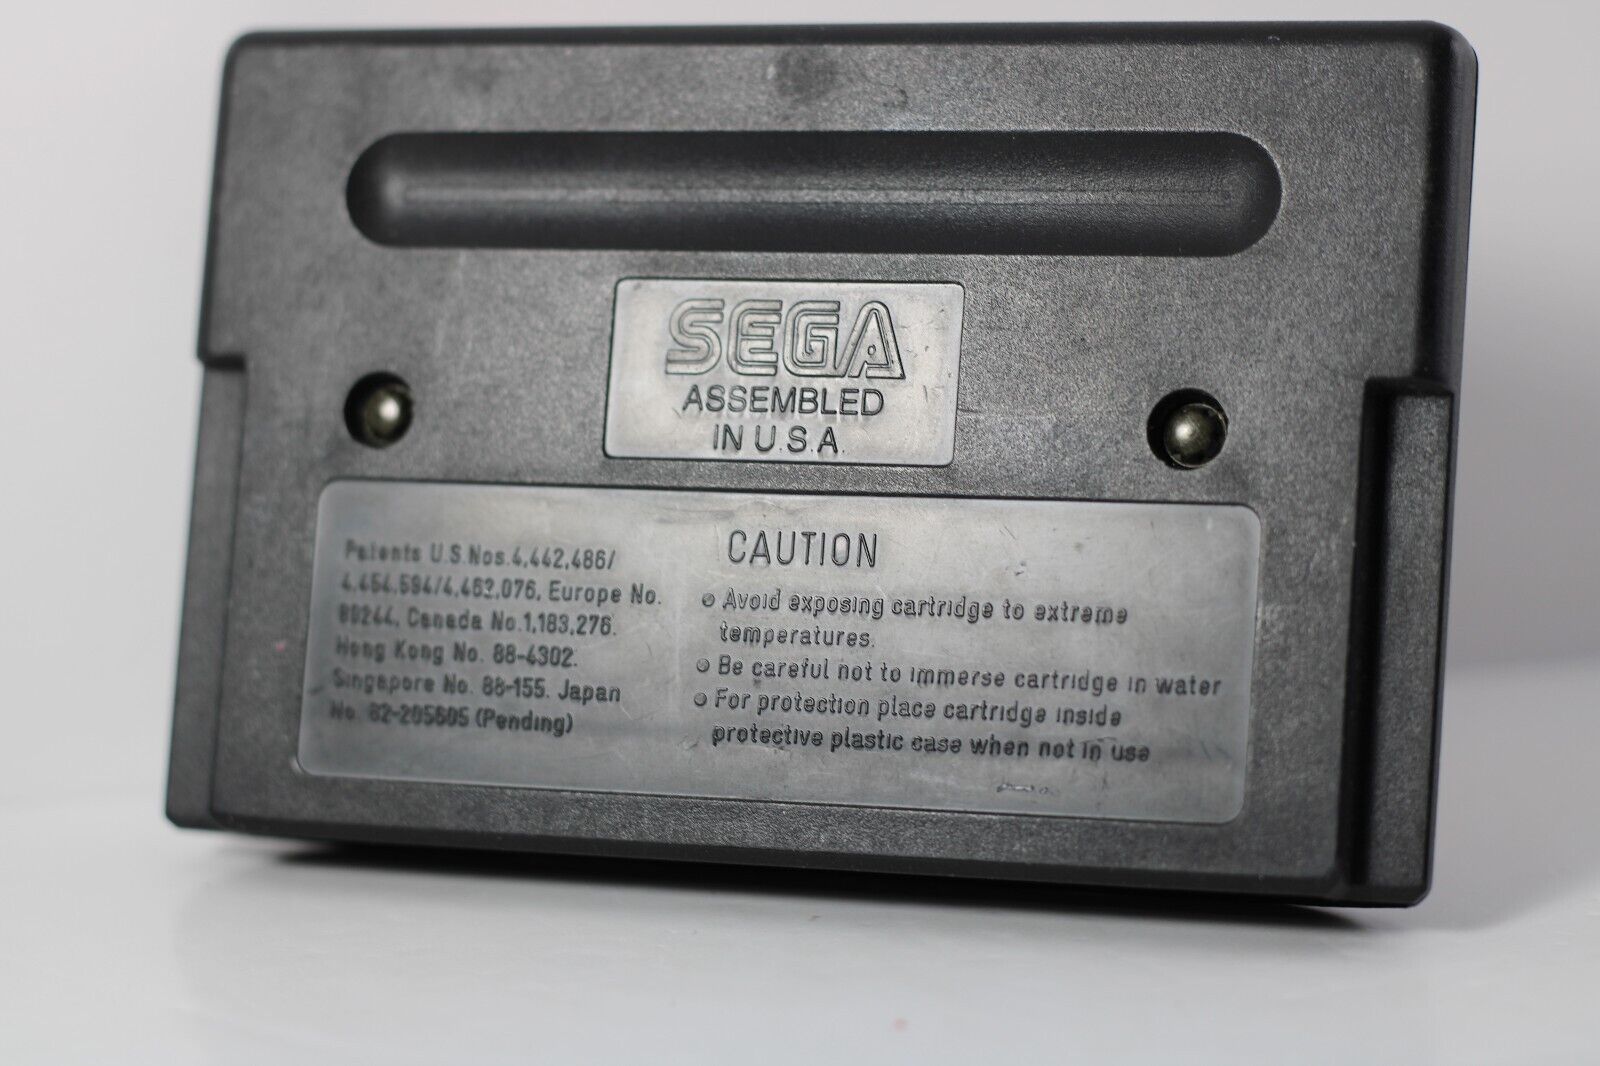 SEGA
ASSEMBLED
IN U.S.A.
Patents U.S.Nos.4,442,486/
4,454,594/4,462,076, Europe No.
80244, Canada No.1,183,276.
Hong Kong No. 88-4302.
Singapore No. 88-155. Japan
No. 82-205605 (Pending)
CAUTION
● Avoid exposing cartridge to extreme
temperatures.
● Be careful not to immerse cartridge in water
● For protection place cartridge inside
protective plastic case when not in use